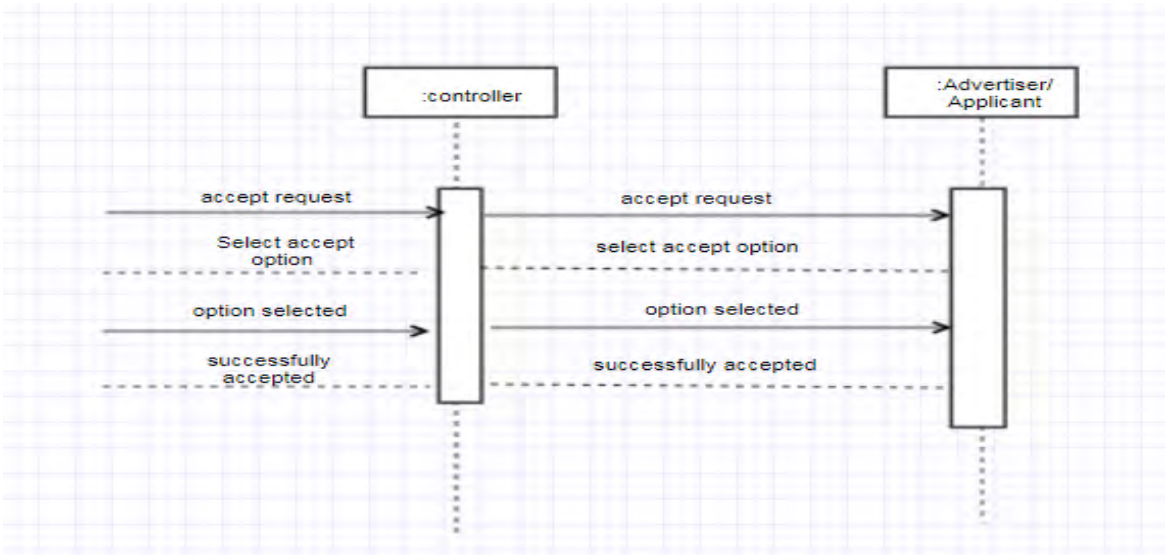 :controller
:Advertiser/
Applicant
accept request
accept request
Select accept
option
select accept option
option selected
option selected
successfully
accepted
successfully accepted